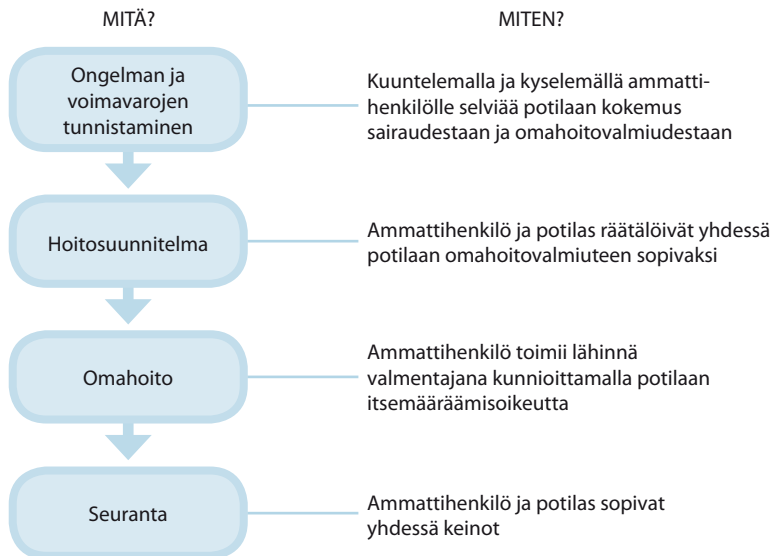 MITÄ?
MITEN?
Ongelman ja
voimavarojen
tunnistaminen
Kuuntelemalla ja kyselemällä ammatti-
henkilölle selviää potilaan kokemus
sairaudestaan ja omahoitovalmiudestaan
Hoitosuunnitelma
Ammattihenkilö ja potilas räätälöivät yhdessä
potilaan omahoitovalmiuteen sopivaksi
Omahoito
Ammattihenkilö toimii lähinnä
valmentajana kunnioittamalla potilaan
itsemääräämisoikeutta
Seuranta
Ammattihenkilö ja potilas sopivat
yhdessä keinot